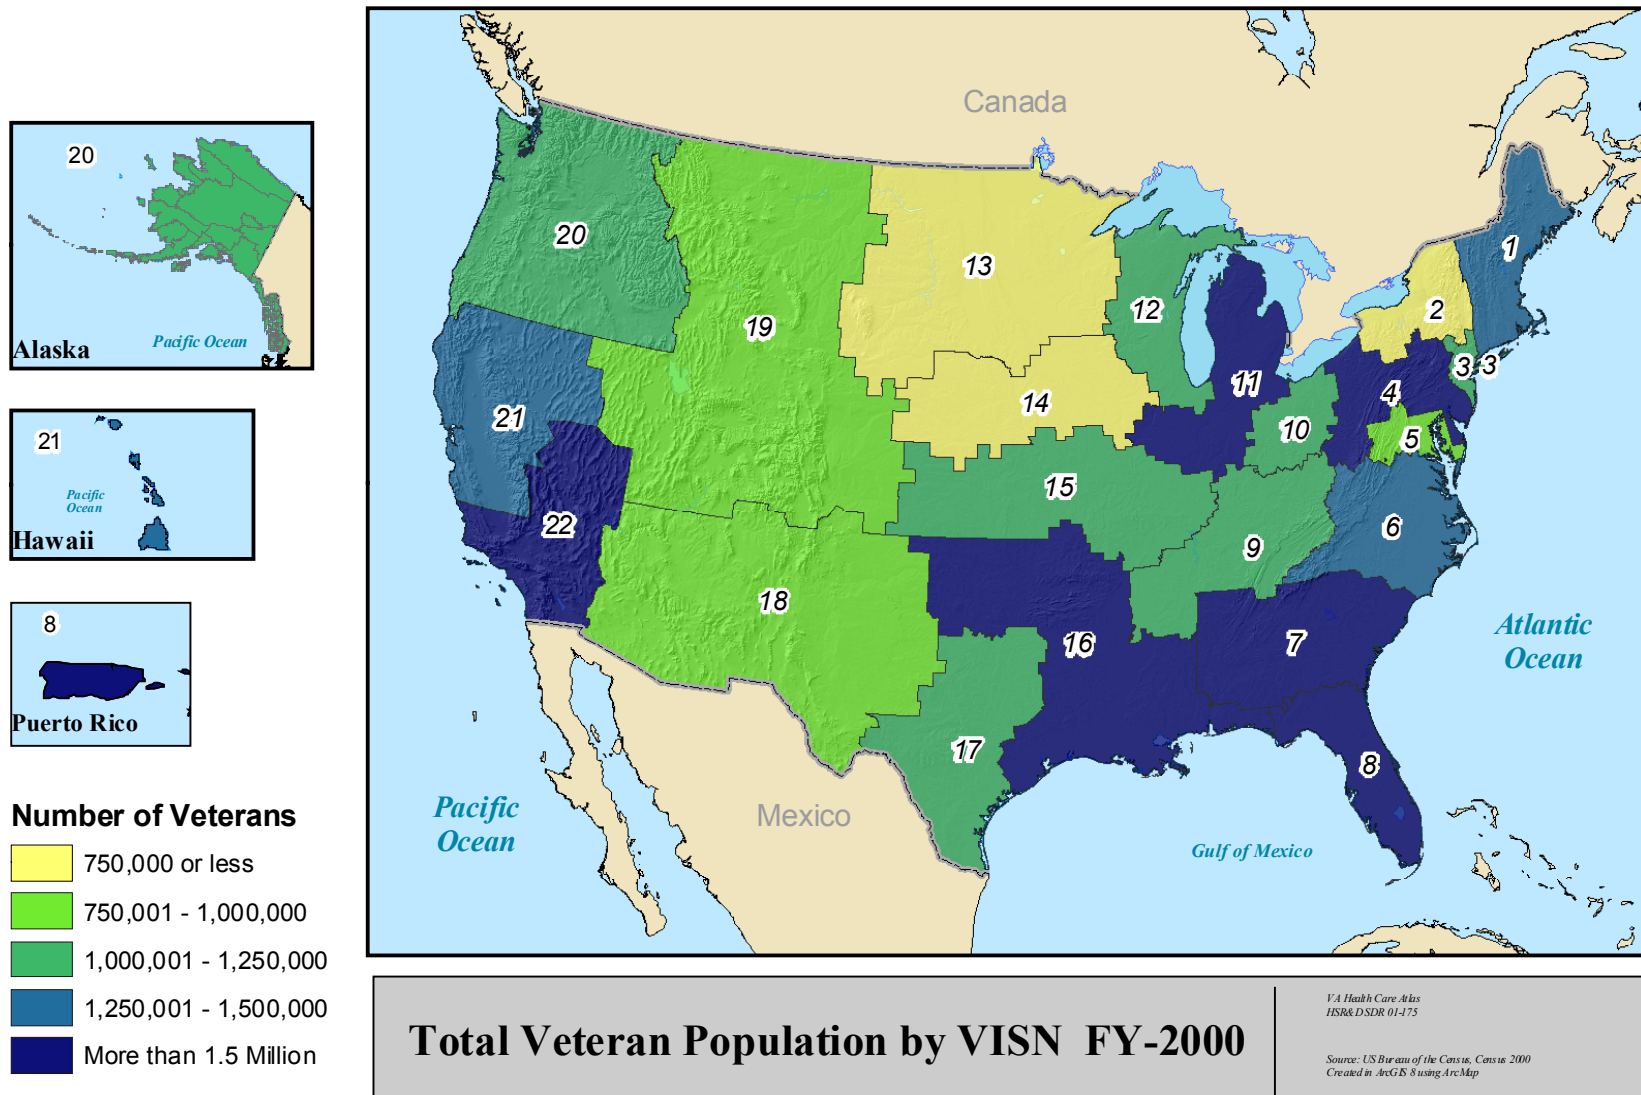 Canada
20
Alaska
Pacific Ocean
21
Pacific
Ocean
Hawaii
8
Puerto Rico
Number of Veterans
750,000 or less
750,001 - 1,000,000
1,000,001 - 1,250,000
1,250,001 - 1,500,000
More than 1.5 Million
20
19
13
12
11
2
1
3
3
4
5
10
14
21
22
15
9
6
18
16
7
17
8
Mexico
Pacific
Ocean
Gulf of Mexico
Atlantic
Ocean
Total Veteran Population by VISN FY-2000
VA Health Care Atlas
HSR&D SDR 01-175
Source: US Bureau of the Census, Census 2000
Created in ArcGIS 8 using ArcMap